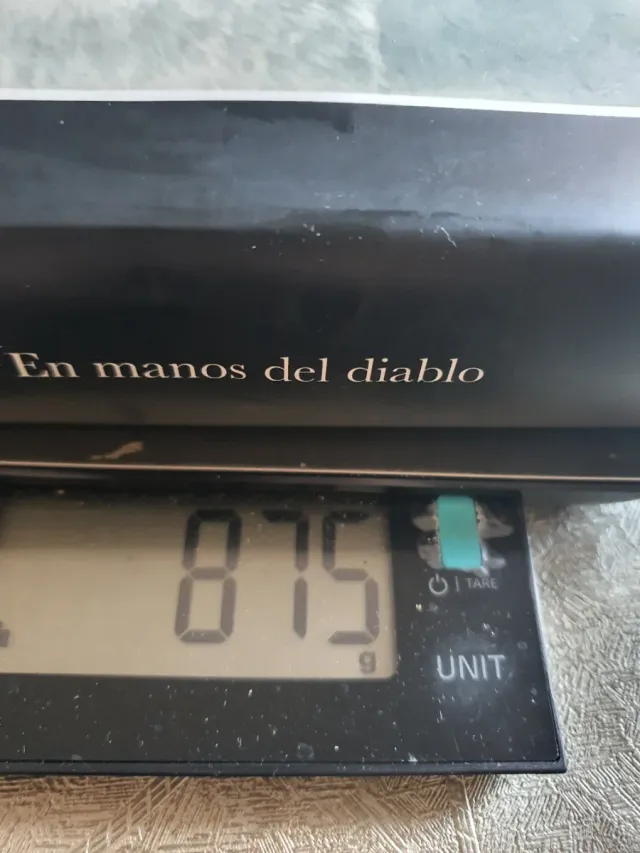 En manos del diablo
875
g
TARE
UNIT